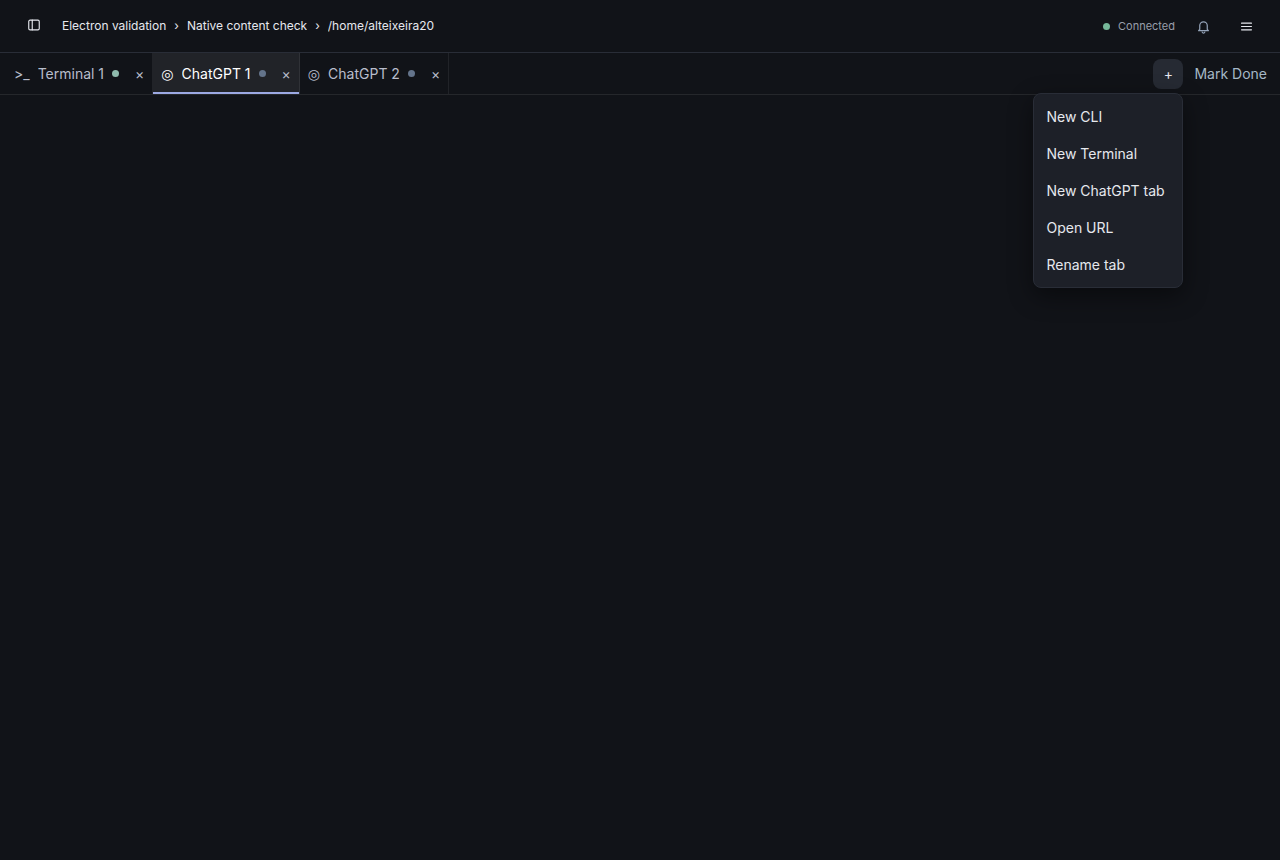 Electron validation › Native content check › /home/alteixeira20
Connected
>_ Terminal 1 ×
ChatGPT 1 ×
ChatGPT 2 ×
+ Mark Done
New CLI
New Terminal
New ChatGPT tab
Open URL
Rename tab